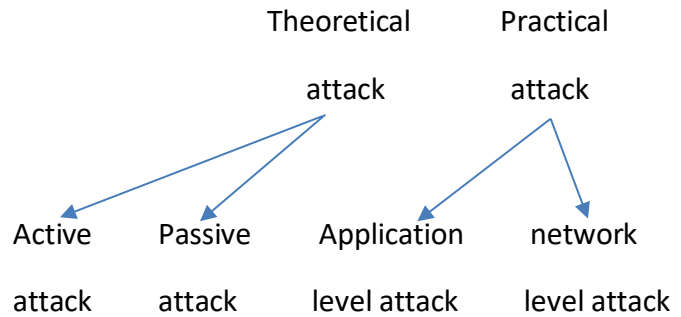 Theoretical Practical
attack attack
Active Passive Application network
attack attack level attack level attack